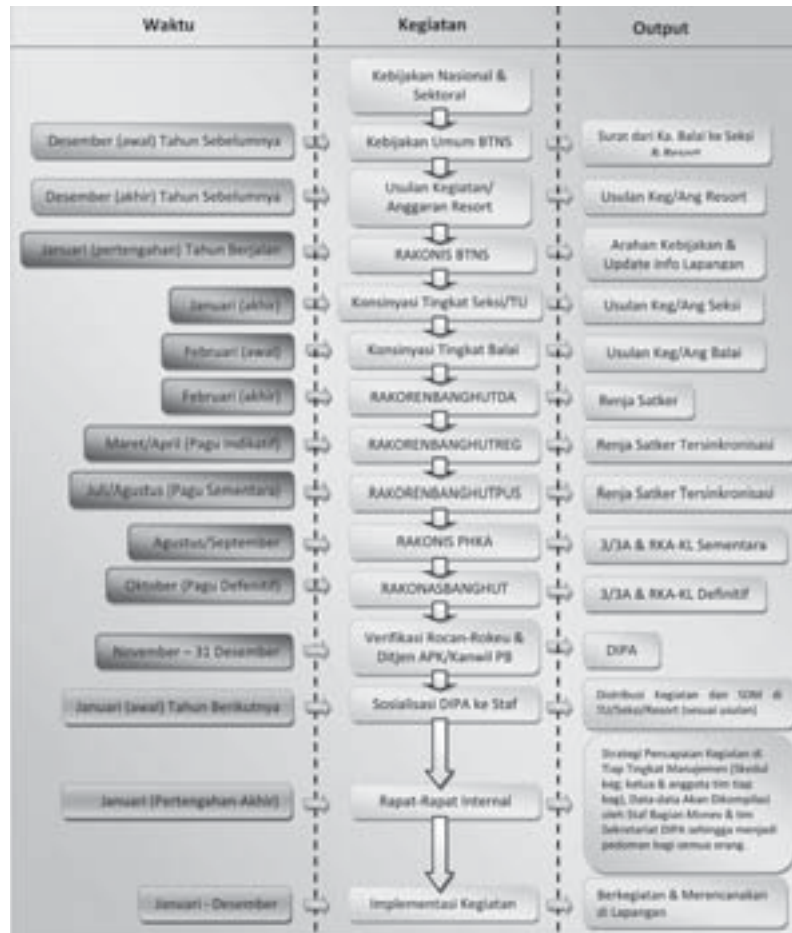 Waktu
Kegiatan
Output
Kebijakan Nasional &
Sektoral
Desember (awal) Tahun Sebelumnya
Kebijakan Umum BTNS
Surat dari Ka. Balai ke Seksi
& Resort
Desember (akhir) Tahun Sebelumnya
Usulan Kegiatan/
Anggaran Resort
Usulan Keg/Ang Resort
Januari (pertengahan) Tahun Berjalan
RAKONIS BTNS
Arahan Kebijakan &
Update Info Lapangan
Januari (akhir)
Konsinyasi Tingkat Seksi/TU
Usulan Keg/Ang Seksi
Februari (awal)
Konsinyasi Tingkat Balai
Usulan Keg/Ang Balai
Februari (akhir)
RAKORENBANGHUTDA
Renja Satker
Maret/April (Pagu Indikatif)
RAKORENBANGHUTREG
Renja Satker Tersinkronisasi
Juli/Agustus (Pagu Sementara)
RAKORENBANGHUTPUS
Renja Satker Tersinkronisasi
Agustus/September
RAKONIS PHKA
3/3A & RKA-KL Sementara
Oktober (Pagu Defenitif)
RAKONASBANGHUT
3/3A & RKA-KL Definitif
November – 31 Desember
Verifikasi Rocan-Rokeu &
Ditjen APK/Kanwil PB
DIPA
Januari (awal) Tahun Berikutnya
Sosialisasi DIPA ke Staf
Distribusi Kegiatan dan SDM di
TU/Seksi/Resort (sesuai usulan)
Januari (Pertengahan-Akhir)
Rapat-Rapat Internal
Strategi Pencapaian Kegiatan di
Tiap Tingkat Manajemen (Skedul
keg, ketua & anggota tim tiap
keg), Data-data Akan Dikompilasi
oleh Staf Bagian Monev & tim
Sekretariat DIPA sehingga menjadi
pedoman bagi semua orang.
Januari - Desember
Implementasi Kegiatan
Berkegiatan & Merencanakan
di Lapangan